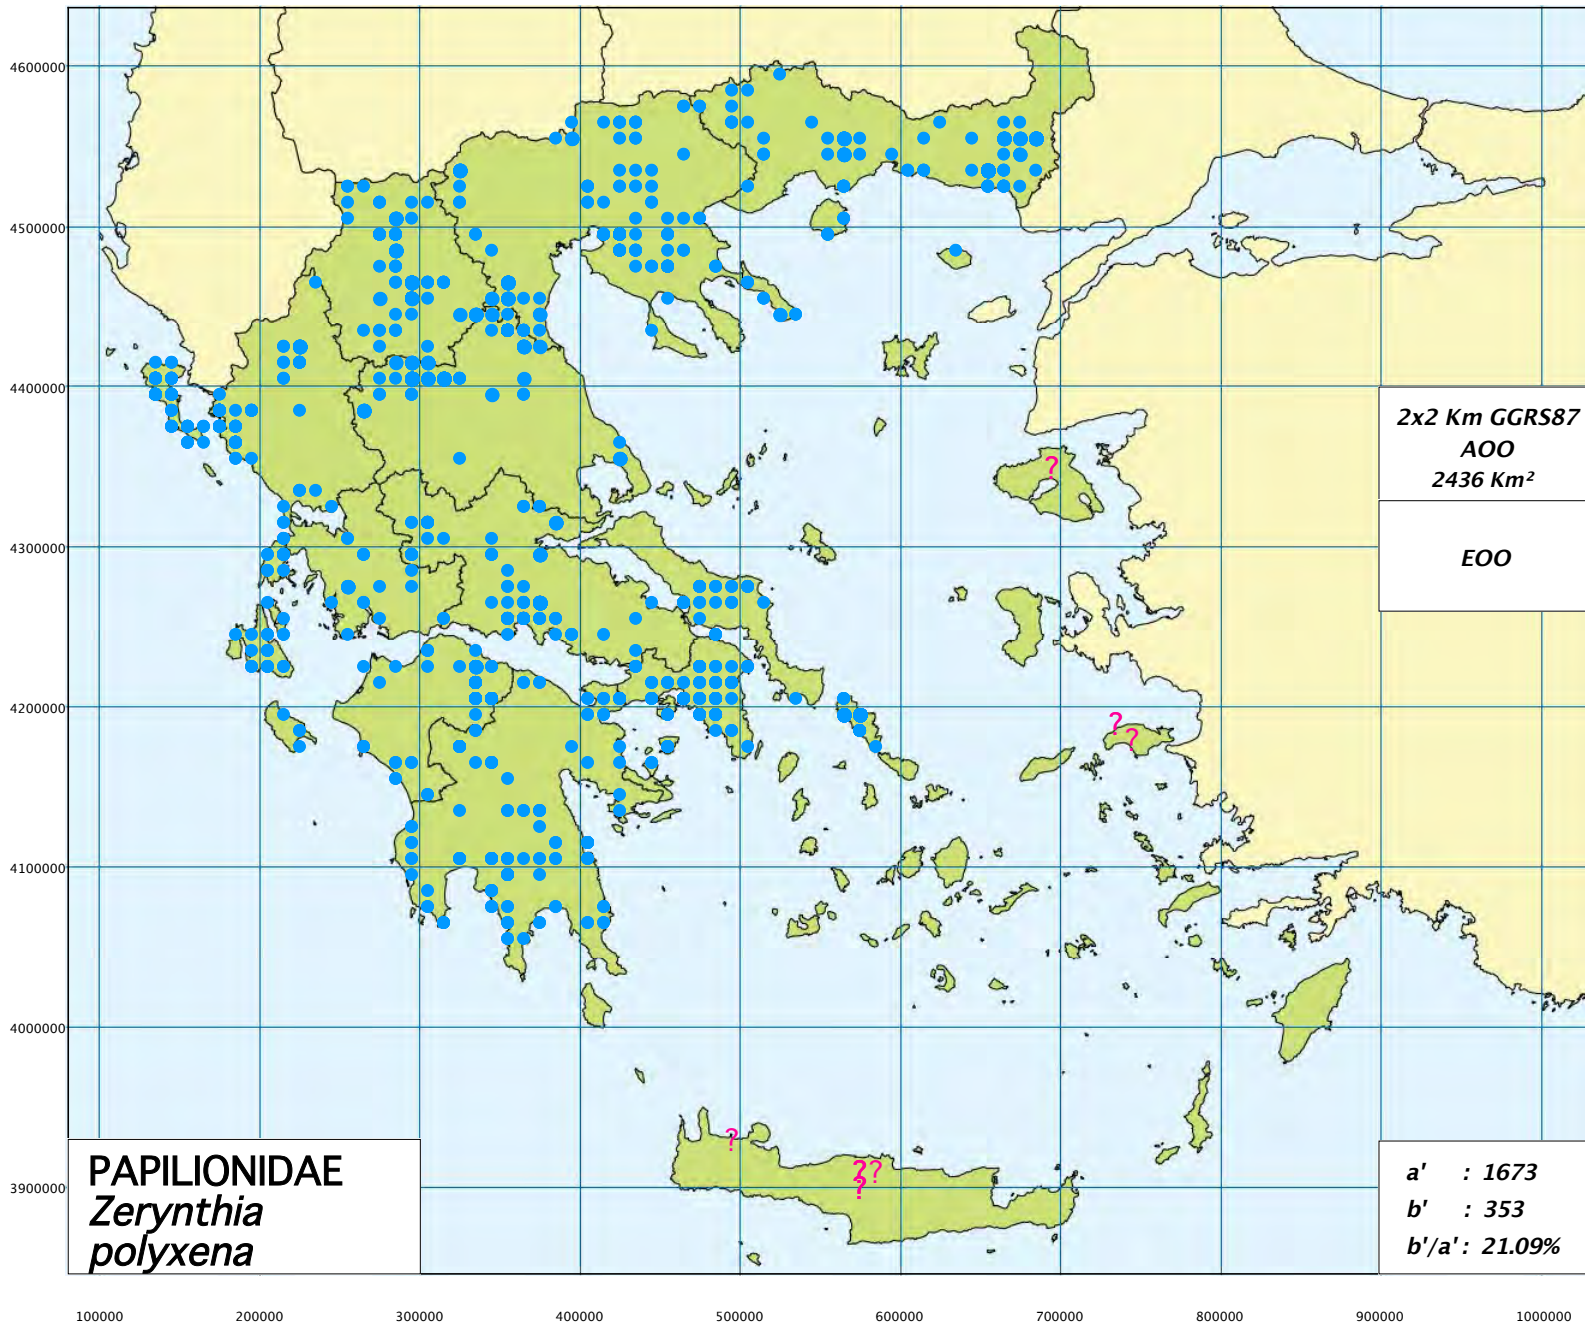 4600000
4500000
4400000
4300000
4200000
4100000
4000000
3900000
2x2 Km GGRS87
AOO
2436 Km²
EOO
?
? ?
?
? ?
?
PAPILIONIDAE
Zerynthia
polyxena
a' : 1673
b' : 353
b'/a' : 21.09%
100000 200000 300000 400000 500000 600000 700000 800000 900000 1000000